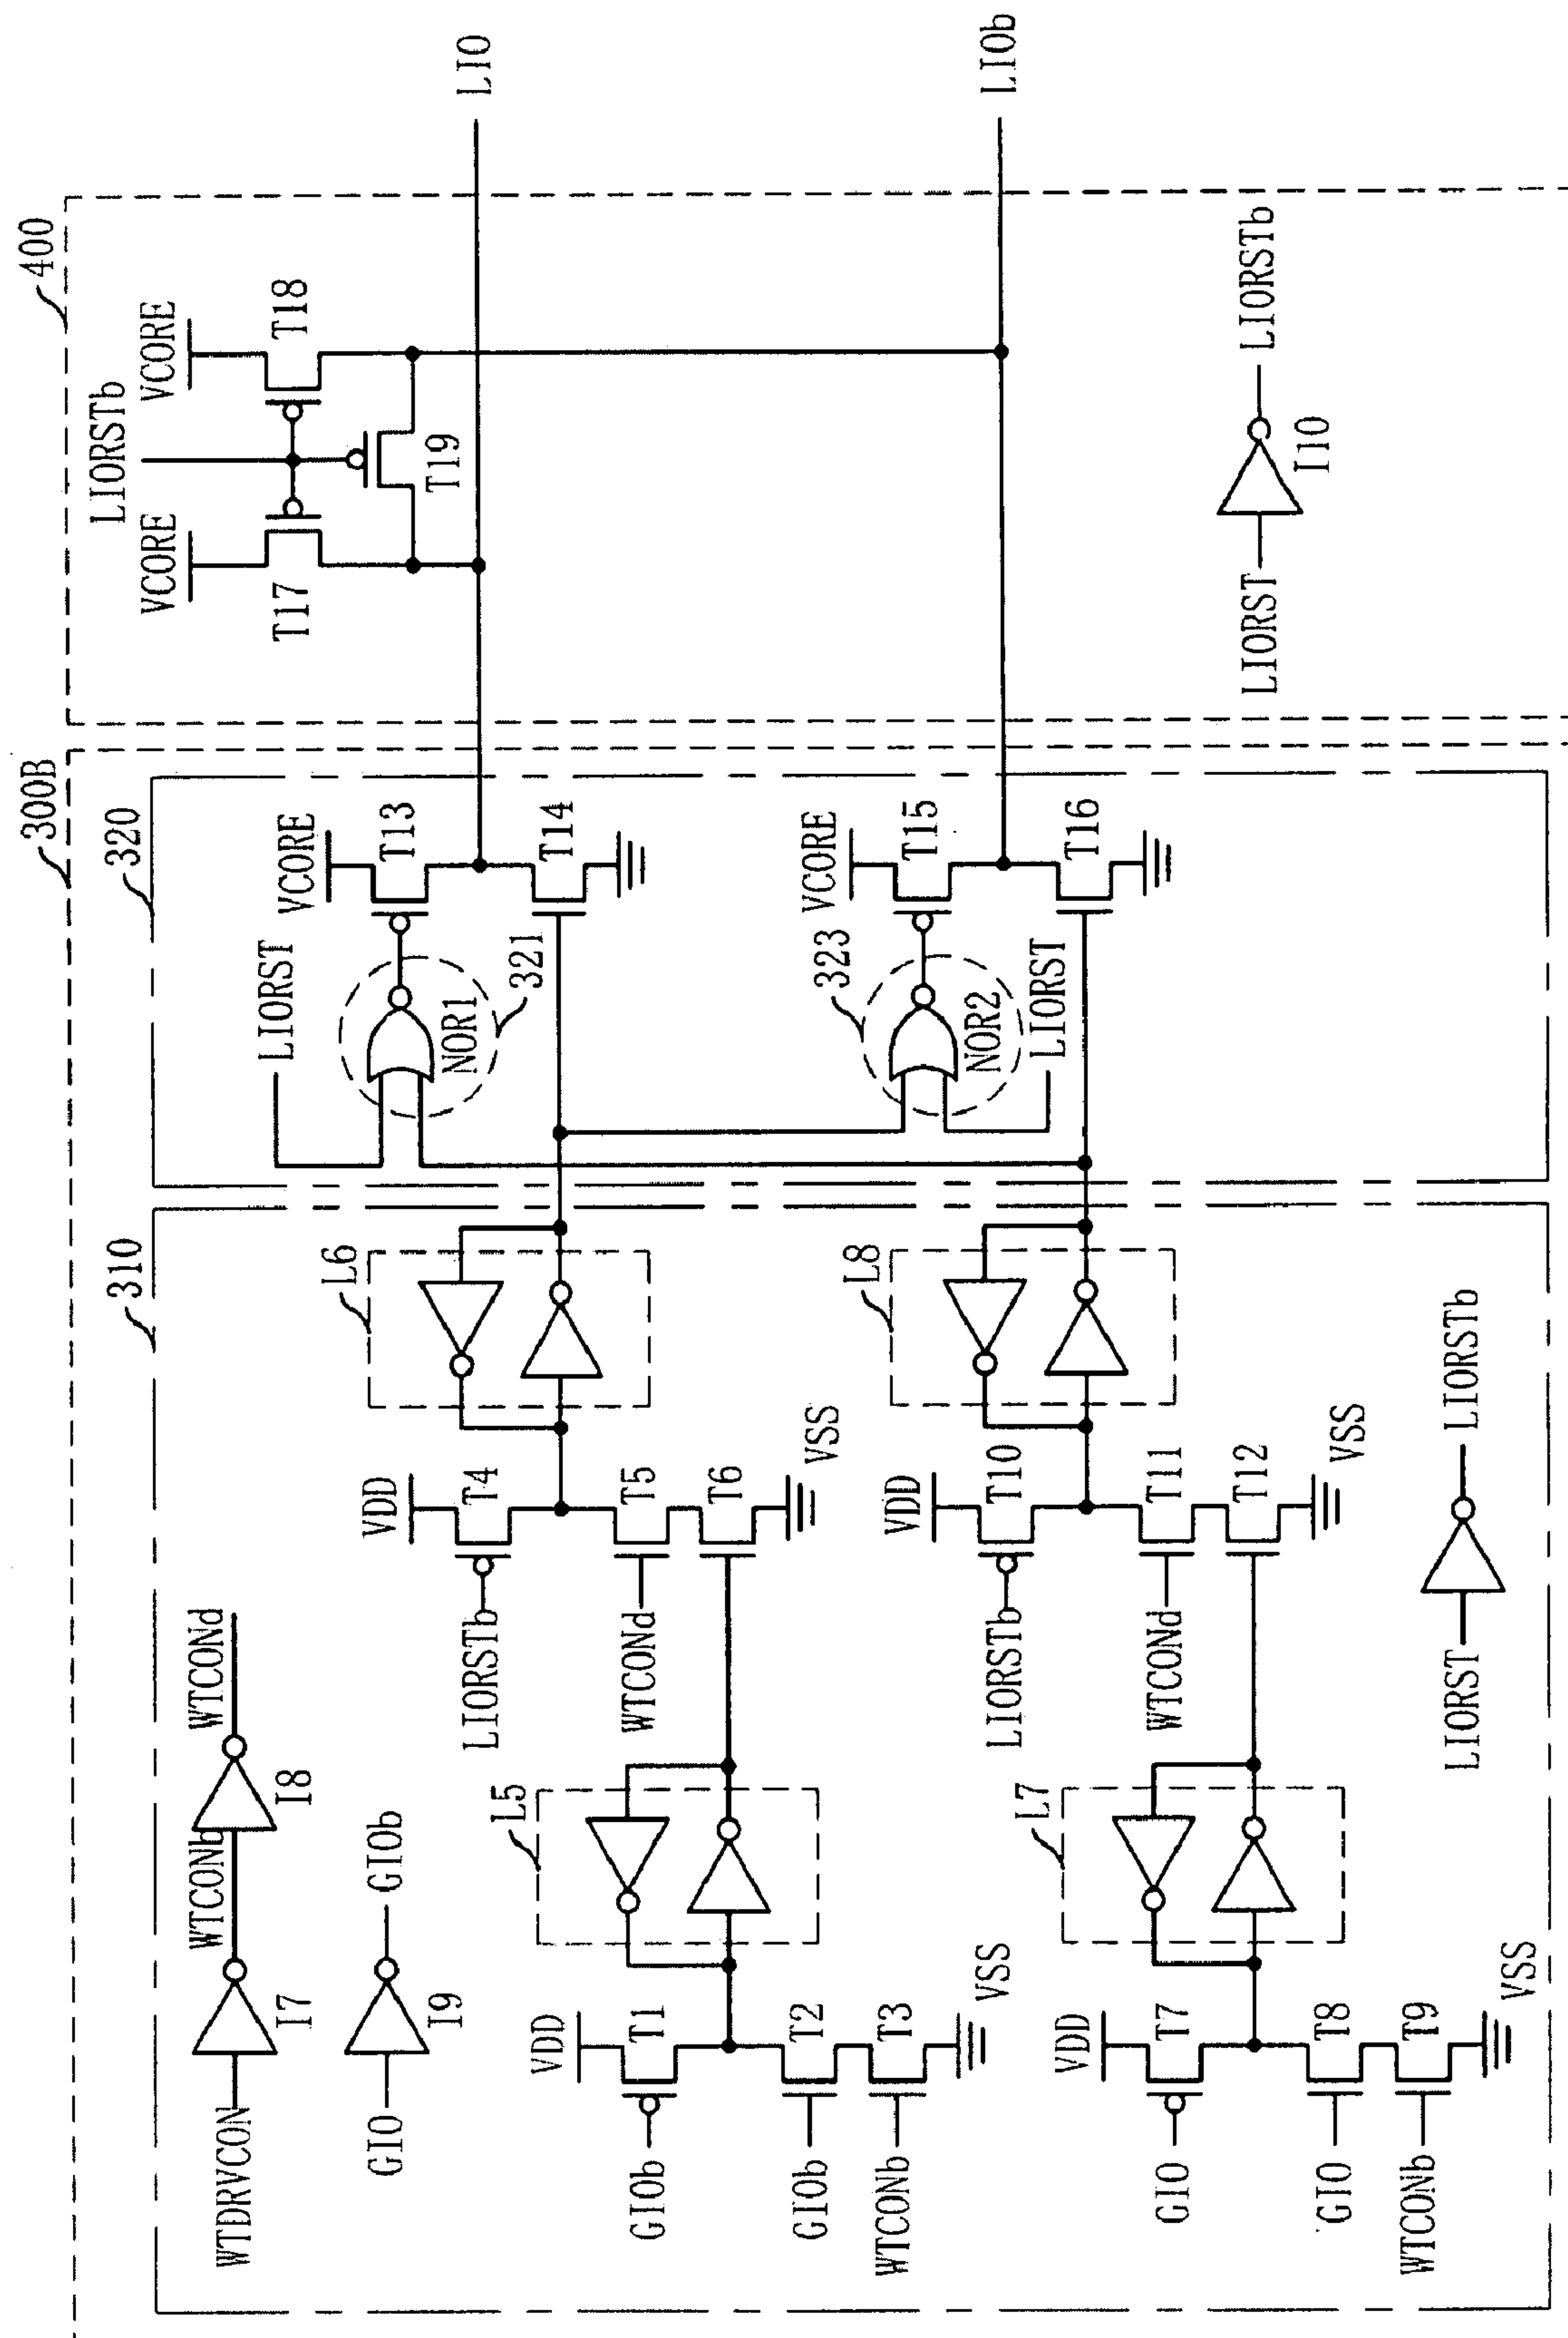 300B
310
320
400
WTDRVCON
I7
WTCONb
I8
WTCONd
GIO
I9
GIOb
VDD
GIOb
T1
GIOb
T2
WTCONb
T3
VSS
L5
VDD
LIORSTb
T4
WTCONd
T5
T6
VSS
L6
VDD
GIO
T7
GIO
T8
WTCONb
T9
VSS
L7
VDD
LIORSTb
T10
WTCONd
T11
T12
VSS
L8
LIORST
LIORSTb
LIORST
NOR1
321
VCORE
T13
T14
323
NOR2
LIORST
VCORE
T15
T16
LIORSTb
VCORE
VCORE
T17
T18
T19
LIO
LIOb
LIORST
I10
LIORSTb